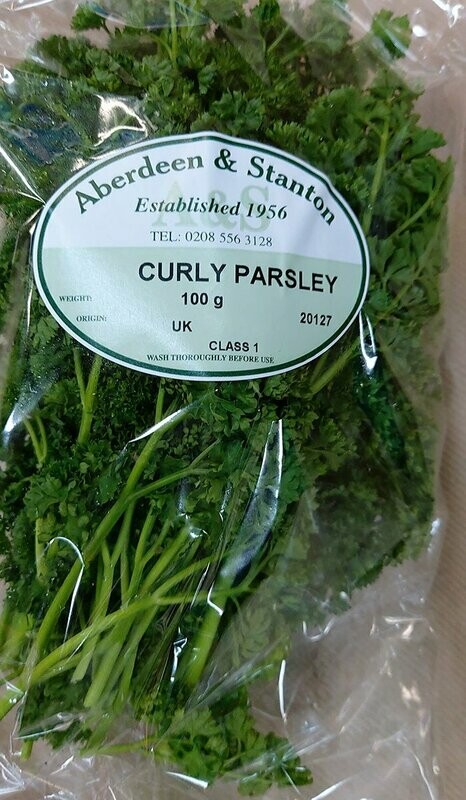 Aberdeen & Stanton
A&S
Established 1956
TEL: 0208 556 3128
CURLY PARSLEY
WEIGHT: 100 g
ORIGIN: UK 20127
CLASS 1
WASH THOROUGHLY BEFORE USE